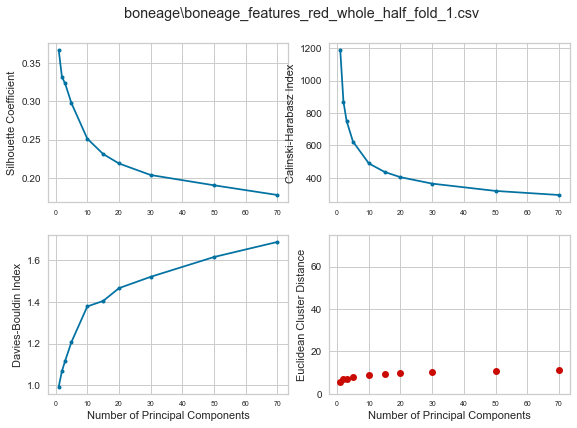 boneage\boneage_features_red_whole_half_fold_1.csv
Silhouette Coefficient
0.35
0.30
0.25
0.20
0 10 20 30 40 50 60 70
Calinski-Harabasz Index
1200
1000
800
600
400
0 10 20 30 40 50 60 70
Davies-Bouldin Index
1.6
1.4
1.2
1.0
0 10 20 30 40 50 60 70
Number of Principal Components
Euclidean Cluster Distance
60
40
20
0
0 10 20 30 40 50 60 70
Number of Principal Components